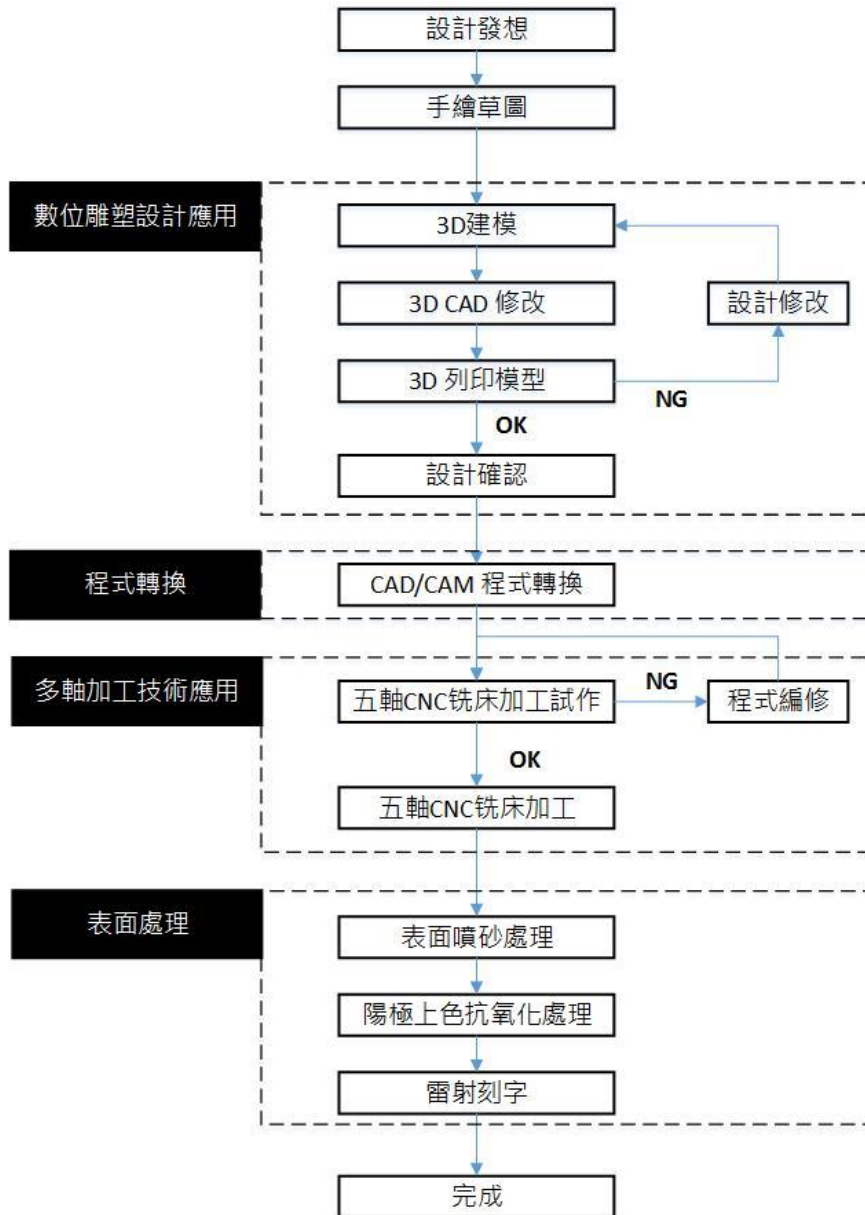 設計發想
手繪草圖
數位雕塑設計應用
3D建模
3D CAD 修改
設計修改
3D 列印模型
NG
OK
設計確認
程式轉換
CAD/CAM 程式轉換
多軸加工技術應用
五軸CNC铣床加工試作
NG
程式編修
OK
五軸CNC铣床加工
表面處理
表面噴砂處理
陽極上色抗氧化處理
雷射刻字
完成